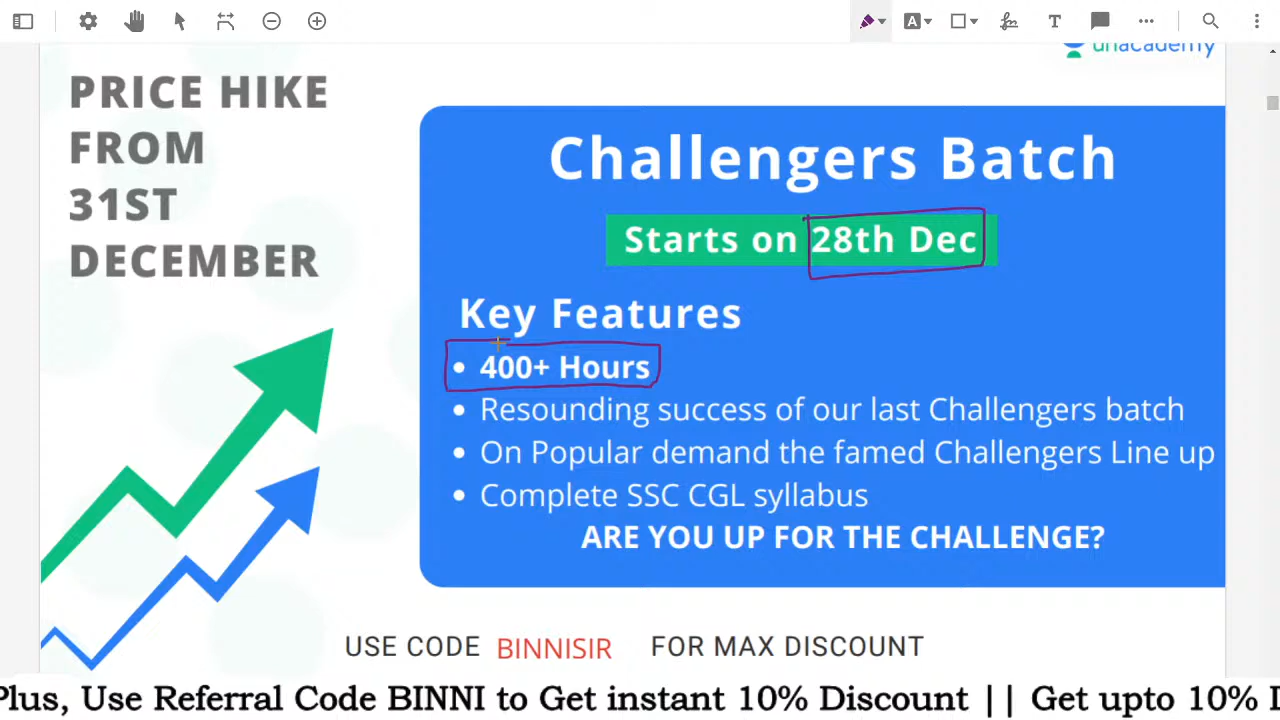 unacademy
PRICE HIKE
FROM
31ST
DECEMBER
Challengers Batch
Starts on 28th Dec
Key Features
• 400+ Hours
• Resounding success of our last Challengers batch
• On Popular demand the famed Challengers Line up
• Complete SSC CGL syllabus
ARE YOU UP FOR THE CHALLENGE?
USE CODE BINNISIR FOR MAX DISCOUNT
Plus, Use Referral Code BINNI to Get instant 10% Discount || Get upto 10%